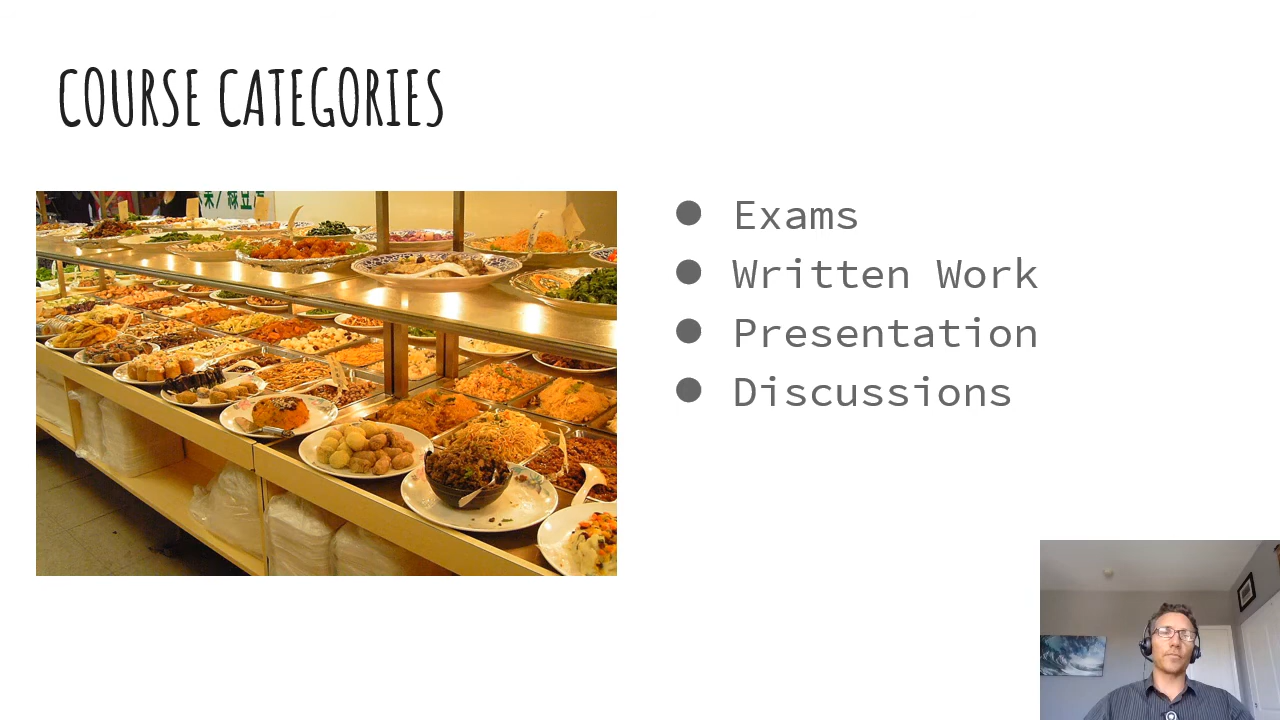 COURSE CATEGORIES
Exams
Written Work
Presentation
Discussions